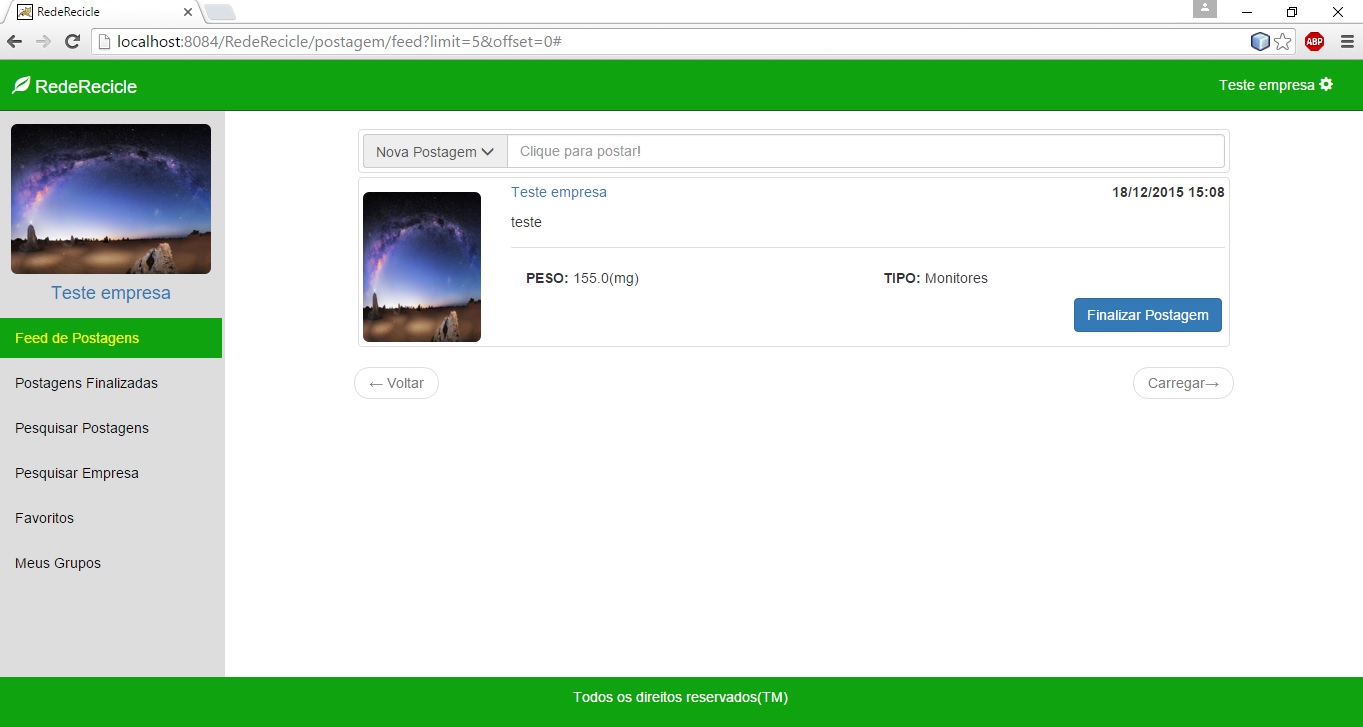 RedeRecicle
localhost:8084/RedeRecicle/postagem/feed?limit=5&offset=0#
ABP
RedeRecicle
Teste empresa
Teste empresa
Feed de Postagens
Postagens Finalizadas
Pesquisar Postagens
Pesquisar Empresa
Favoritos
Meus Grupos
Nova Postagem
Clique para postar!
Teste empresa 18/12/2015 15:08
teste
PESO: 155.0(mg) TIPO: Monitores
Finalizar Postagem
← Voltar Carregar→
Todos os direitos reservados(TM)